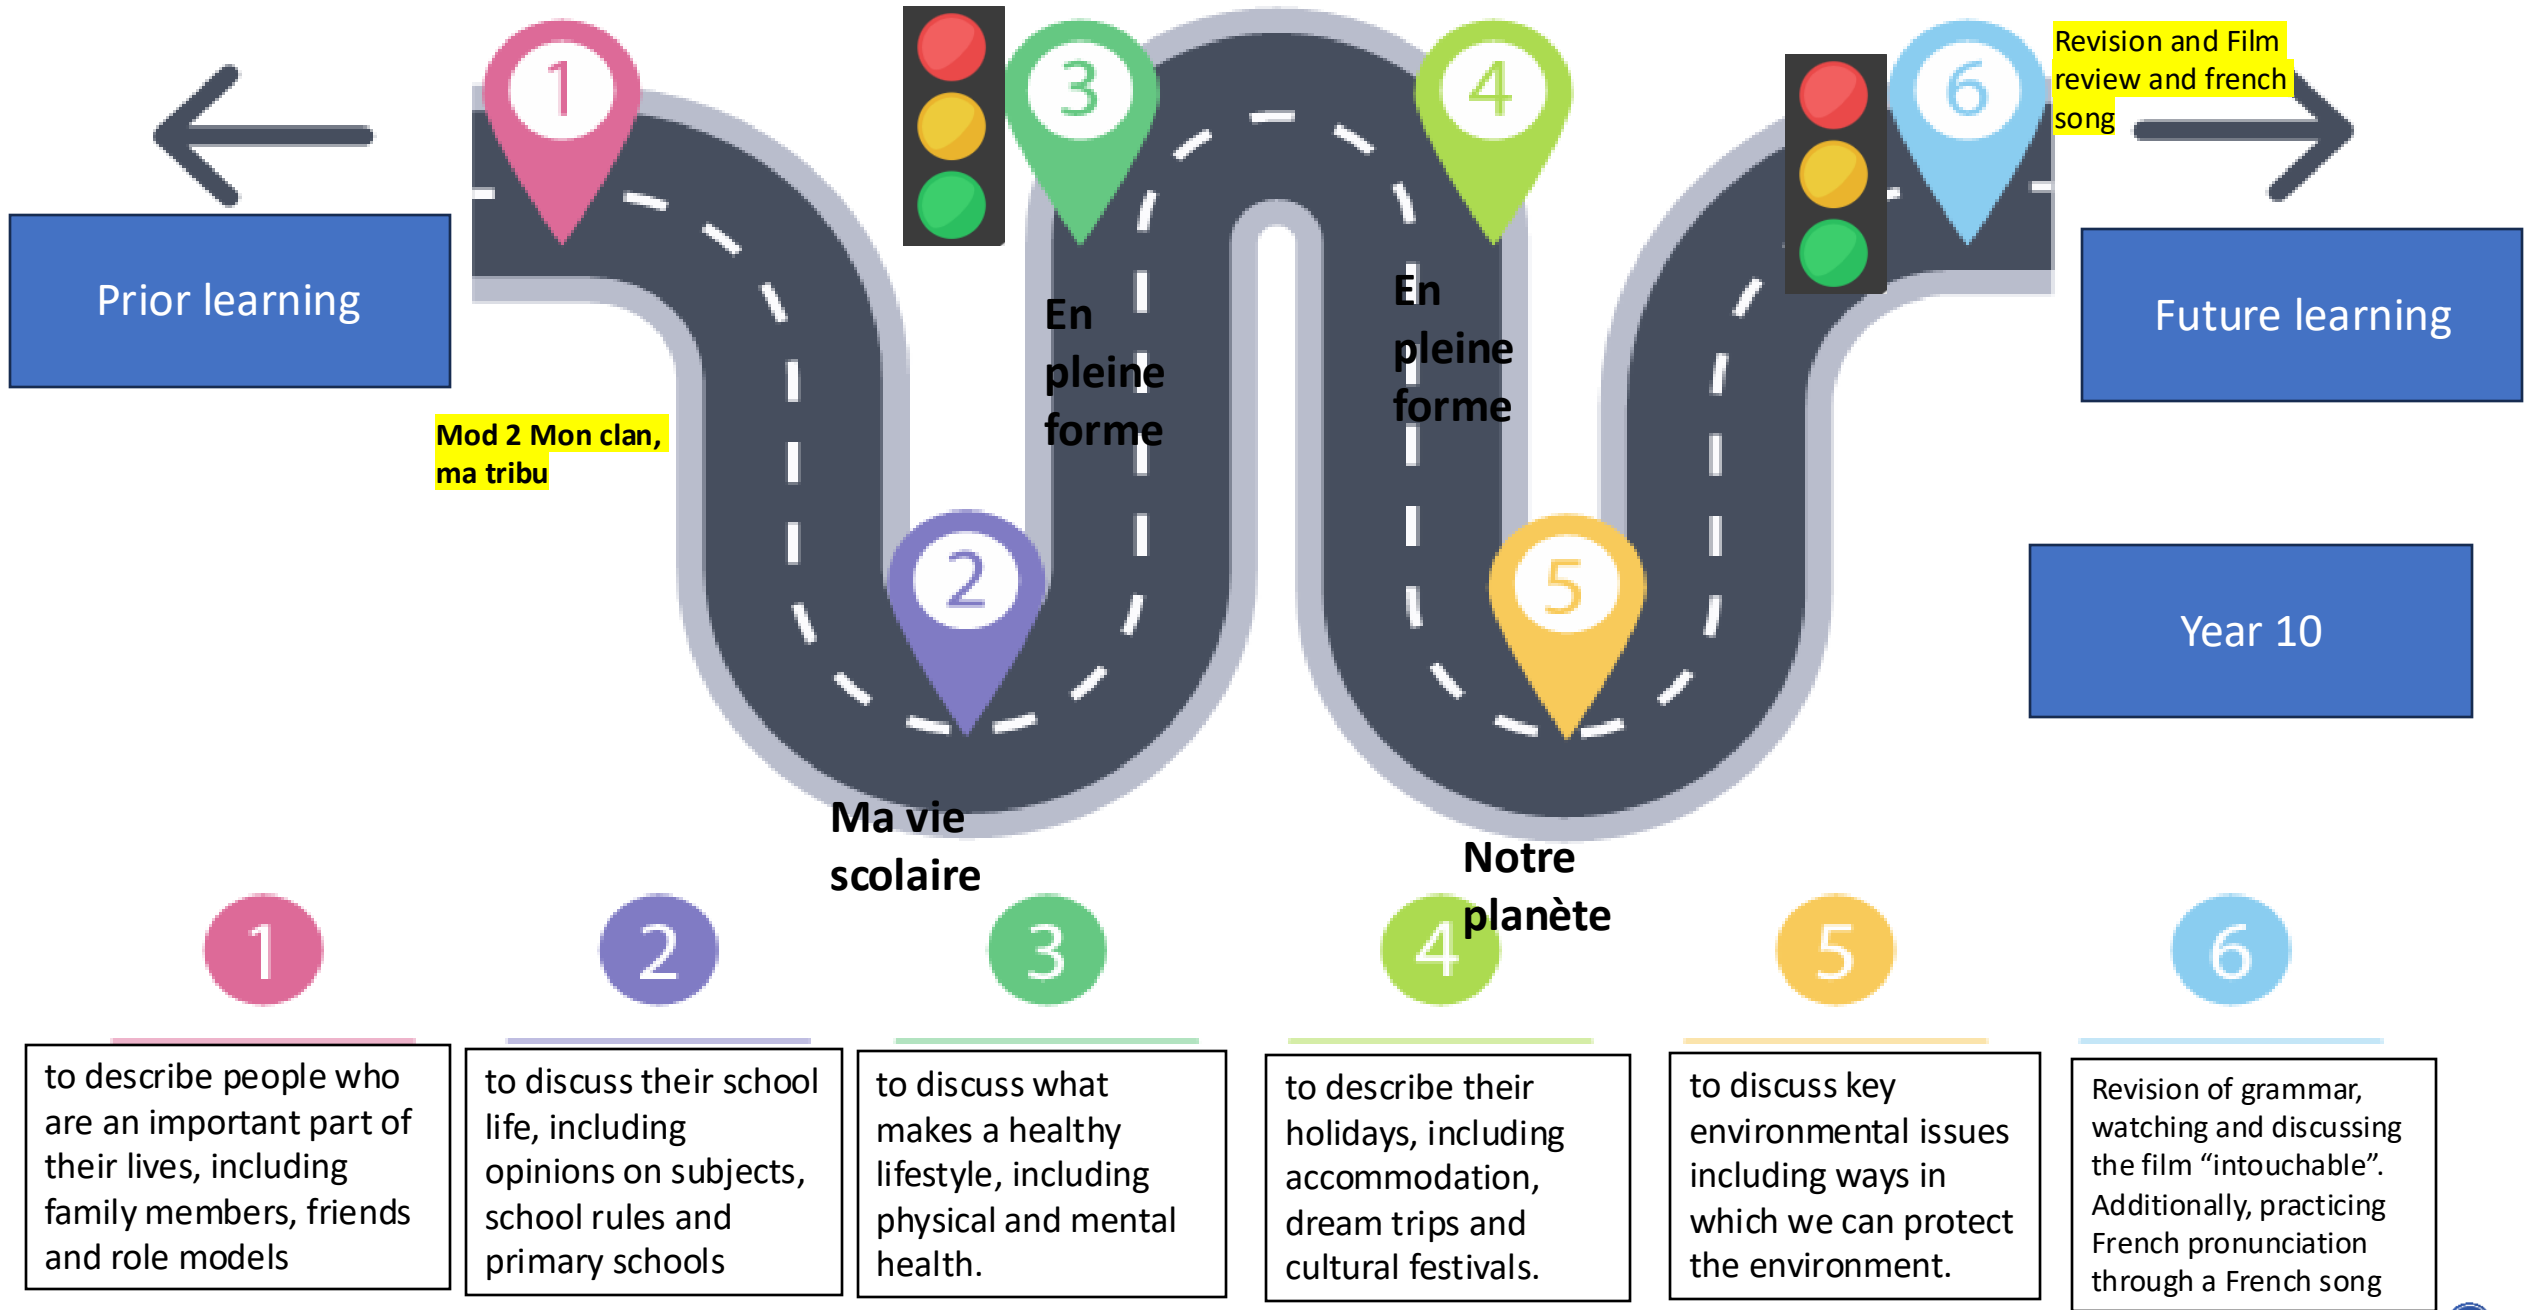 1
3
4
6
Revision and Film
review and french
song
Prior learning
Future learning
En
pleine
forme
En
pleine
forme
Mod 2 Mon clan,
ma tribu
2
5
Year 10
Ma vie
scolaire
Notre
planète
1
2
3
4
5
6
to describe people who
are an important part of
their lives, including
family members, friends
and role models
to discuss their school
life, including
opinions on subjects,
school rules and
primary schools
to discuss what
makes a healthy
lifestyle, including
physical and mental
health.
to describe their
holidays, including
accommodation,
dream trips and
cultural festivals.
to discuss key
environmental issues
including ways in
which we can protect
the environment.
Revision of grammar,
watching and discussing
the film “intouchable”.
Additionally, practicing
French pronunciation
through a French song